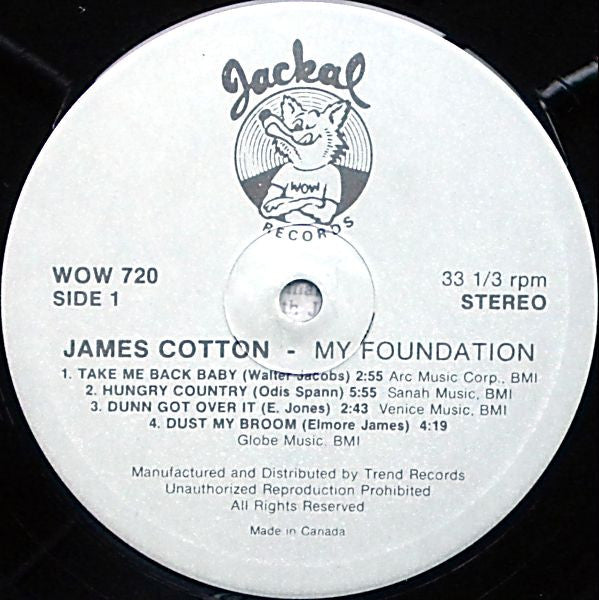 Jackal
WOW
RECORDS
WOW 720
SIDE 1
33 1/3 rpm
STEREO
JAMES COTTON - MY FOUNDATION
1. TAKE ME BACK BABY (Walter Jacobs) 2:55 Arc Music Corp., BMI
2. HUNGRY COUNTRY (Odis Spann) 5:55 Sanah Music, BMI
3. DUNN GOT OVER IT (E. Jones) 2:43 Venice Music, BMI
4. DUST MY BROOM (Elmore James) 4:19
Globe Music, BMI
Manufactured and Distributed by Trend Records
Unauthorized Reproduction Prohibited
All Rights Reserved
Made in Canada